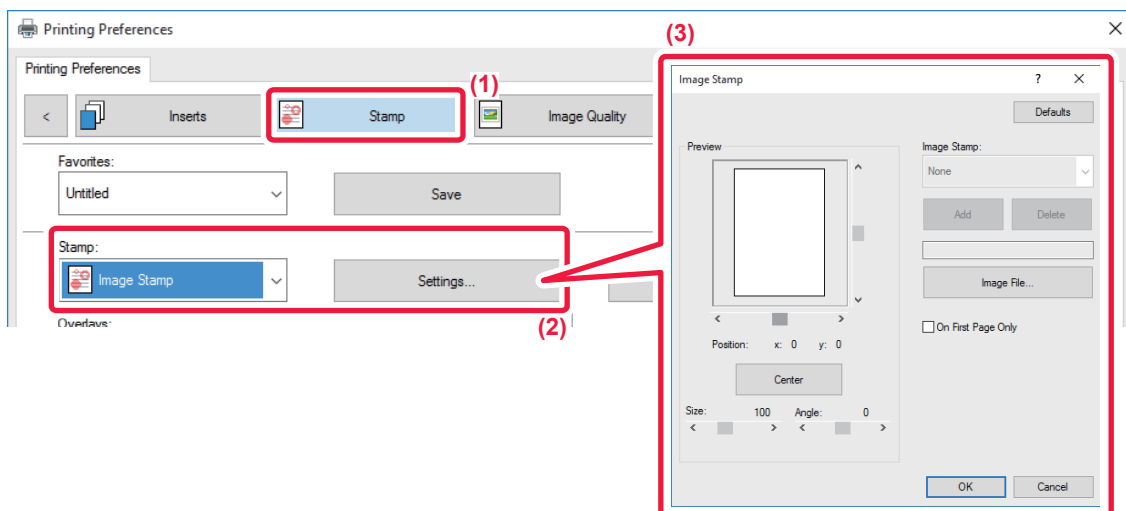 Printing Preferences
(3)
Printing Preferences
(1)
< Inserts Stamp Image Quality
Favorites:
Untitled Save
Stamp:
Image Stamp Settings...
(2)
Overlays:
Image Stamp ?
Defaults
Preview
Image Stamp:
None
Add Delete
Image File...
On First Page Only
Position: x: 0 y: 0
Center
Size: 100 Angle: 0
< > < >
OK Cancel